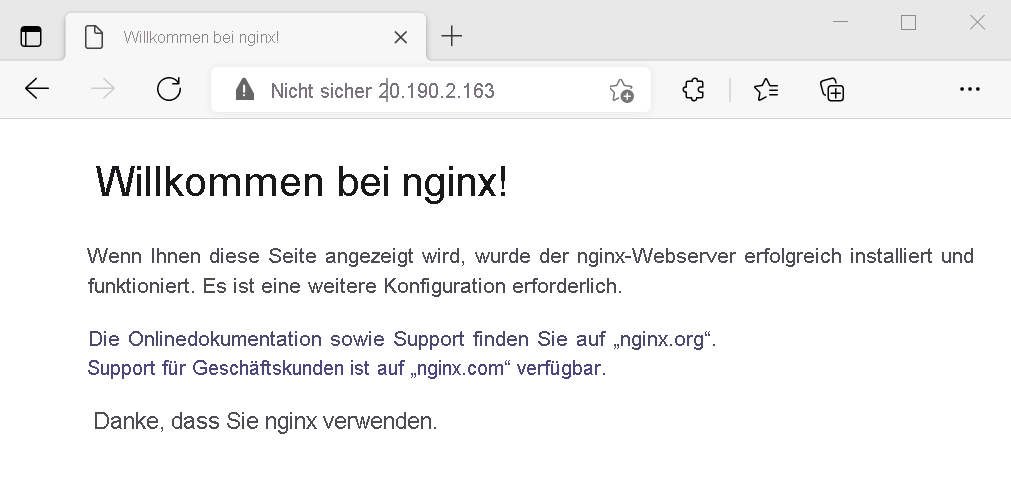 Willkommen bei nginx!
Nicht sicher 20.190.2.163
Willkommen bei nginx!
Wenn Ihnen diese Seite angezeigt wird, wurde der nginx-Webserver erfolgreich installiert und
funktioniert. Es ist eine weitere Konfiguration erforderlich.
Die Onlinedokumentation sowie Support finden Sie auf „nginx.org“.
Support für Geschäftskunden ist auf „nginx.com“ verfügbar.
Danke, dass Sie nginx verwenden.